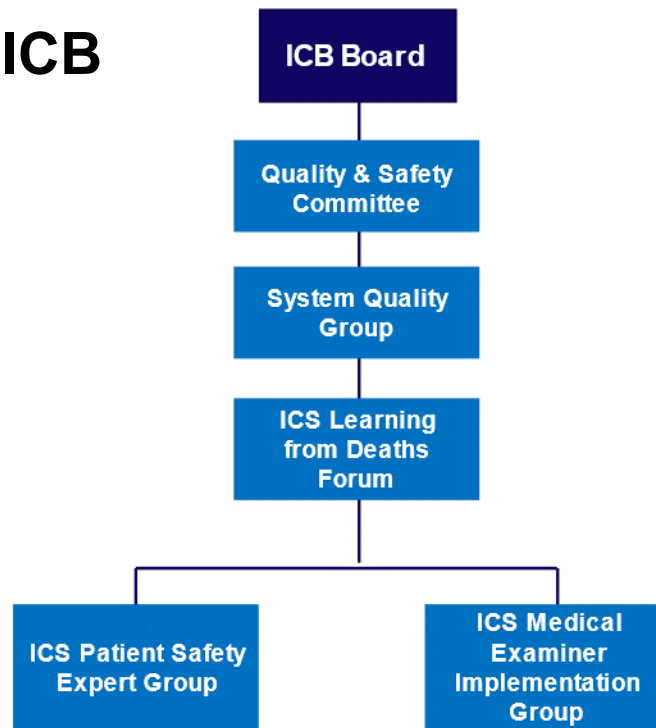 ICB
ICB Board
Quality & Safety
Committee
System Quality
Group
ICS Learning
from Deaths
Forum
ICS Patient Safety
Expert Group
ICS Medical
Examiner
Implementation
Group